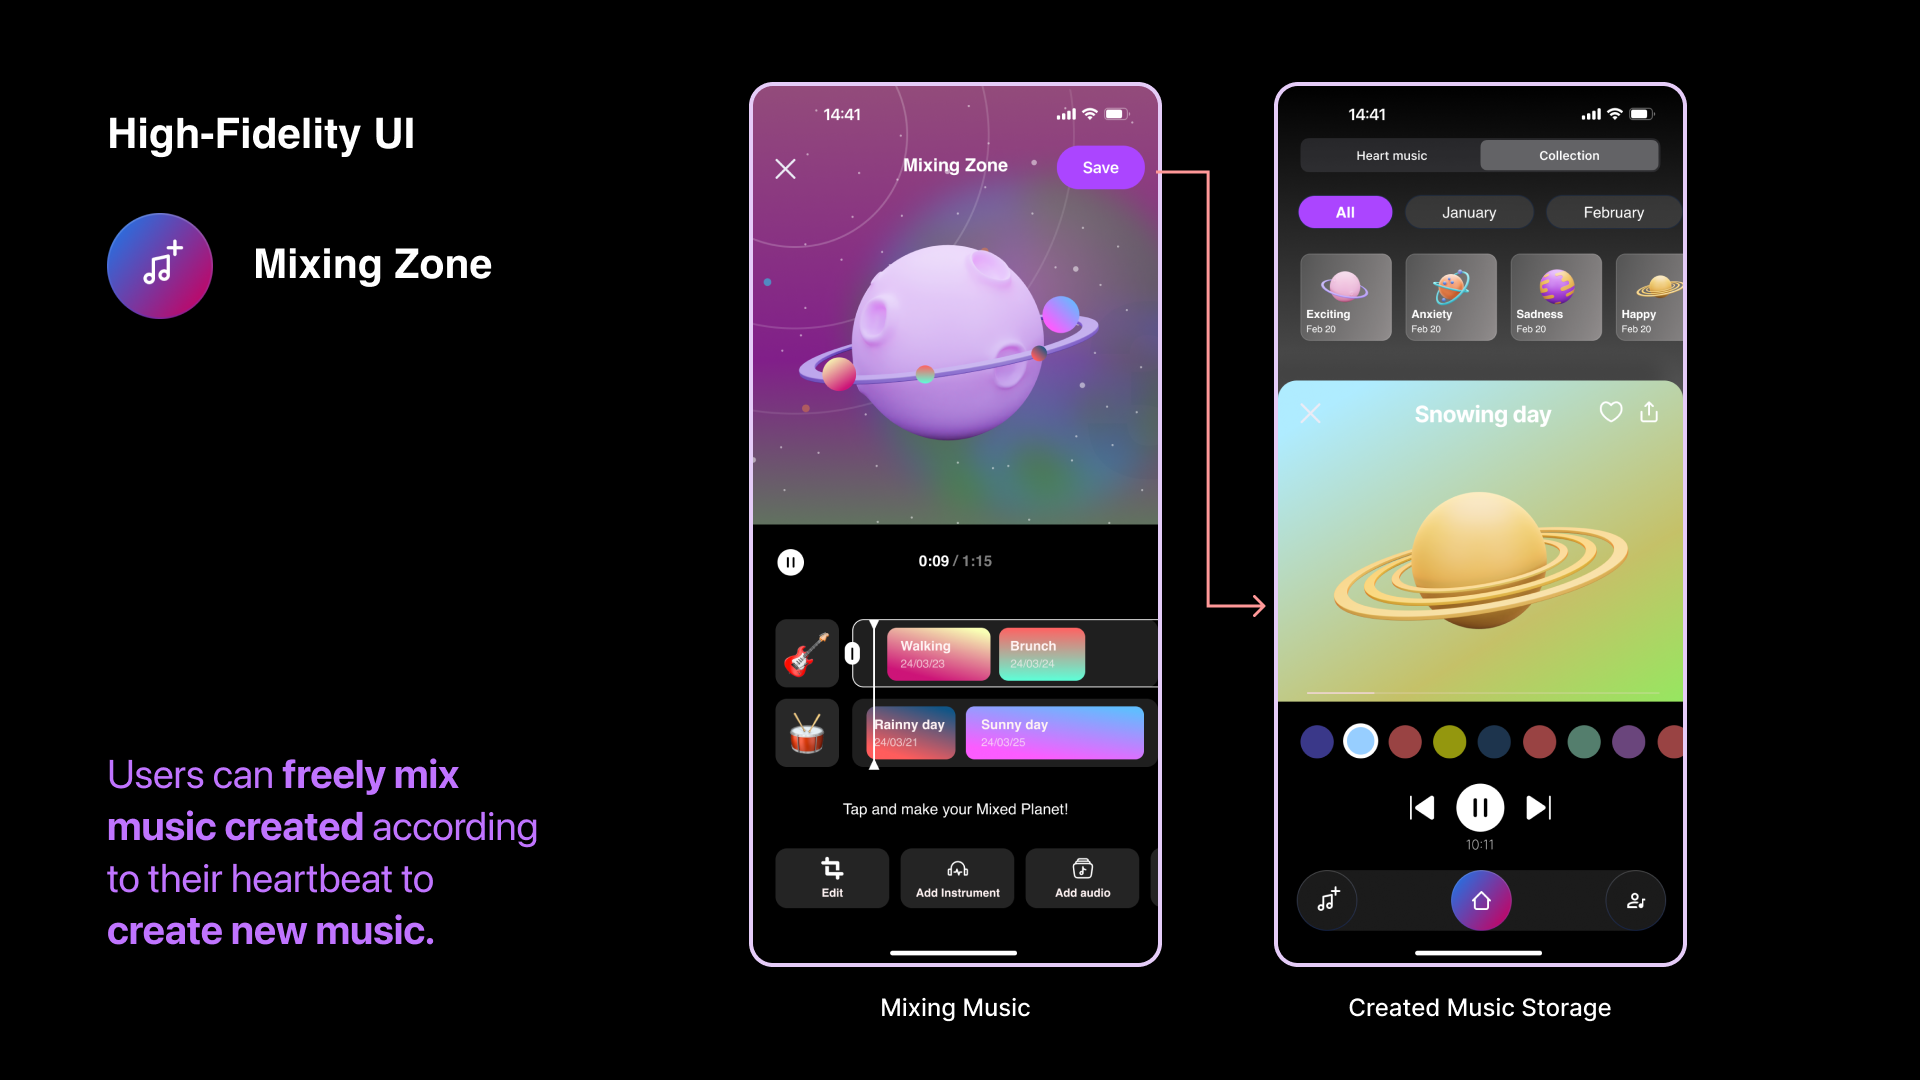 High-Fidelity UI
Mixing Zone
Users can freely mix
music created according
to their heartbeat to
create new music.
14:41
Mixing Zone
Save
0:09 / 1:15
Walking
24/03/23
Brunch
24/03/24
Rainny day
24/03/21
Sunny day
24/03/25
Tap and make your Mixed Planet!
Edit
Add Instrument
Add audio
Mixing Music
14:41
Heart music
Collection
All
January
February
Exciting
Feb 20
Anxiety
Feb 20
Sadness
Feb 20
Happy
Feb 20
Snowing day
10:11
Created Music Storage